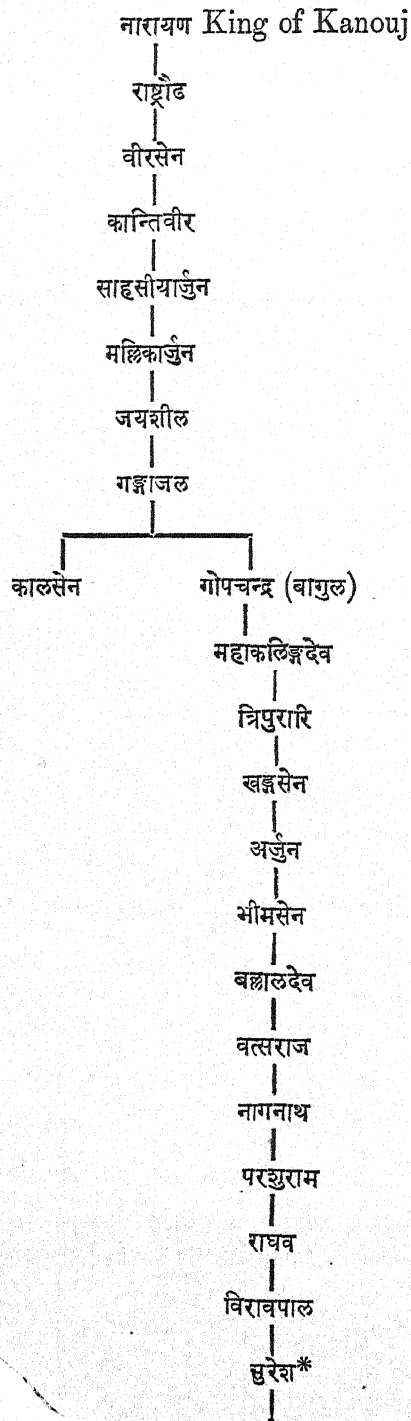 नारायण King of Kanouj
राष्ट्रौढ
वीरसेन
कान्तिवीर
साहसीयार्जुन
मल्लिकार्जुन
जयशील
गङ्गाजल
कालसेन गोपचन्द्र (बागुल)
महाकलिङ्गदेव
त्रिपुरारि
खङ्गसेन
अर्जुन
भीमसेन
बल्लालदेव
वत्सराज
नागनाथ
परशुराम
राघव
विरावपाल
सुरेश*